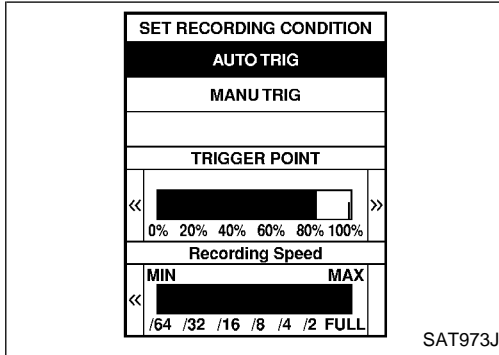 SET RECORDING CONDITION
AUTO TRIG
MANU TRIG
TRIGGER POINT
« »
0% 20% 40% 60% 80% 100%
Recording Speed
MIN MAX
«
/64 /32 /16 /8 /4 /2 FULL
SAT973J